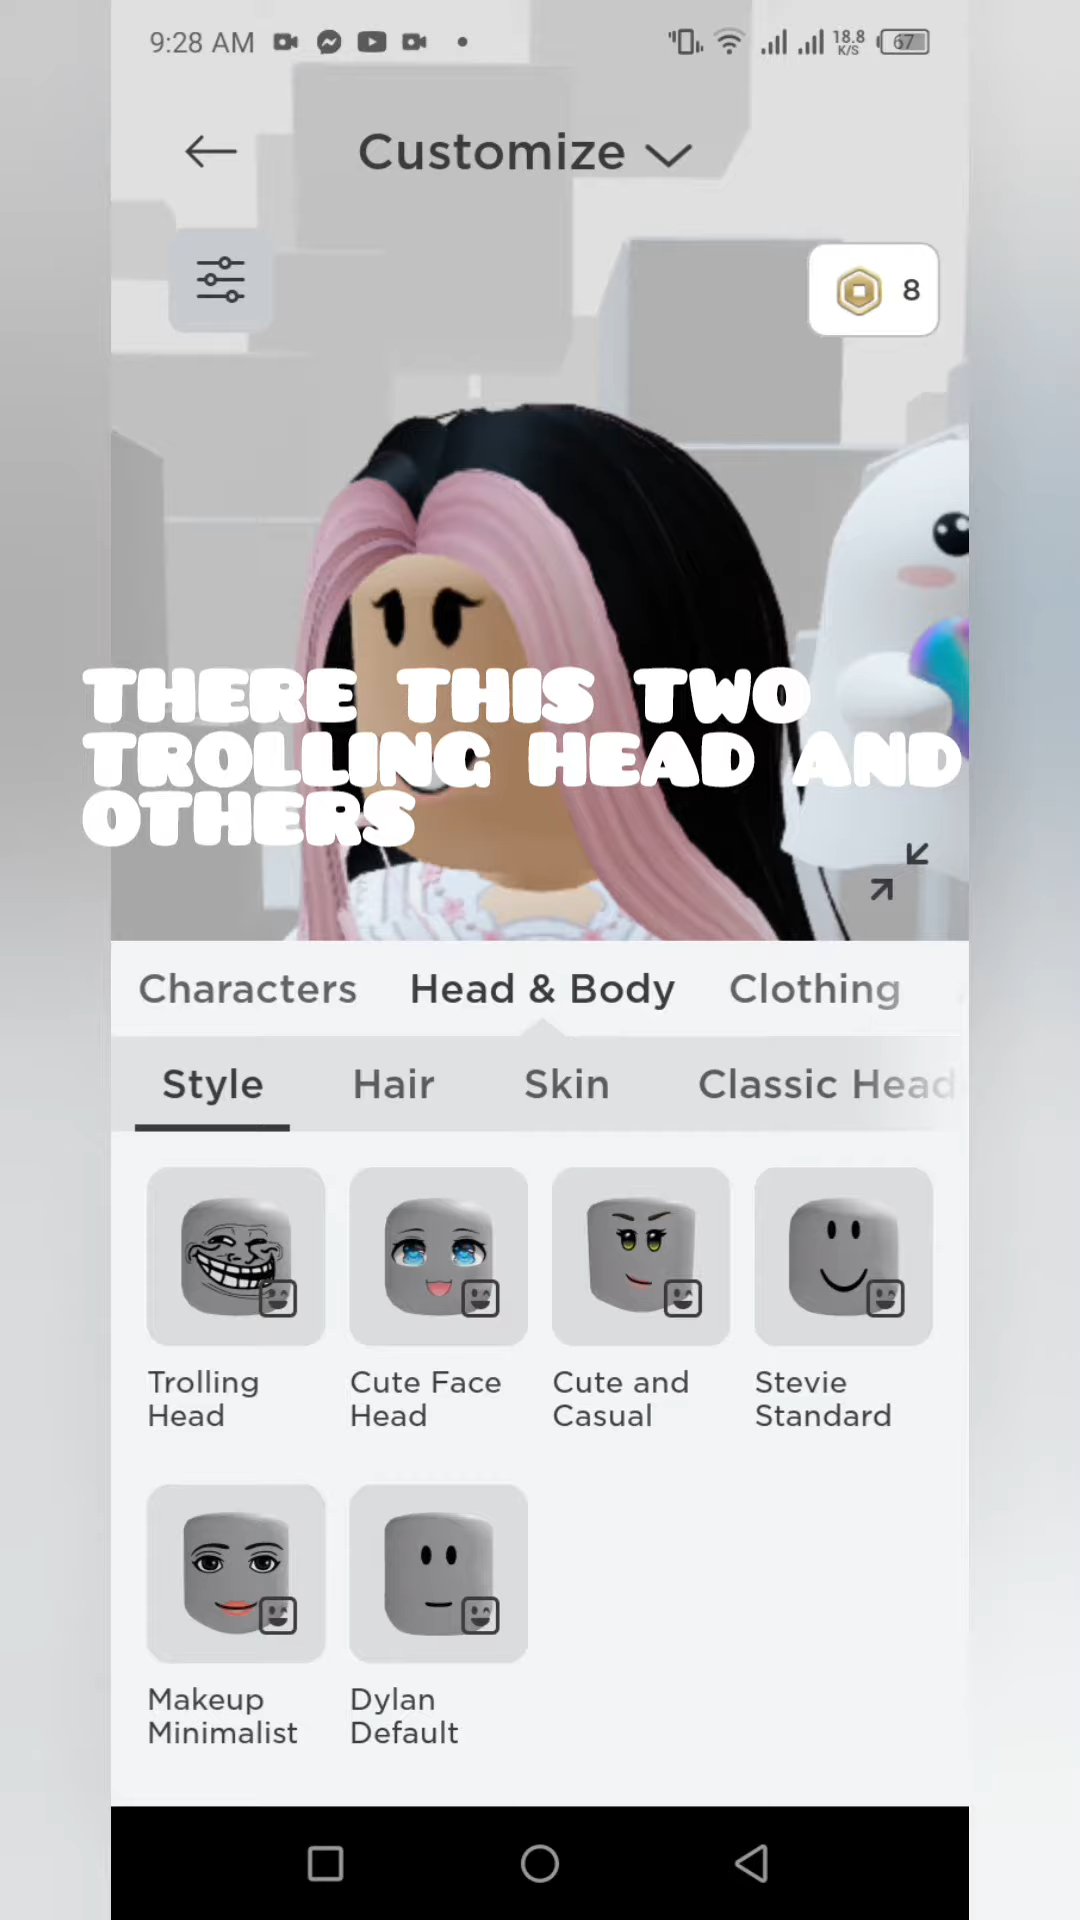 9:28 AM
18.8
K/S
67
Customize
8
THERE THIS TWO
TROLLING HEAD AND
OTHERS
Characters Head & Body Clothing
Style Hair Skin Classic Head
Trolling
Head
Cute Face
Head
Cute and
Casual
Stevie
Standard
Makeup
Minimalist
Dylan
Default